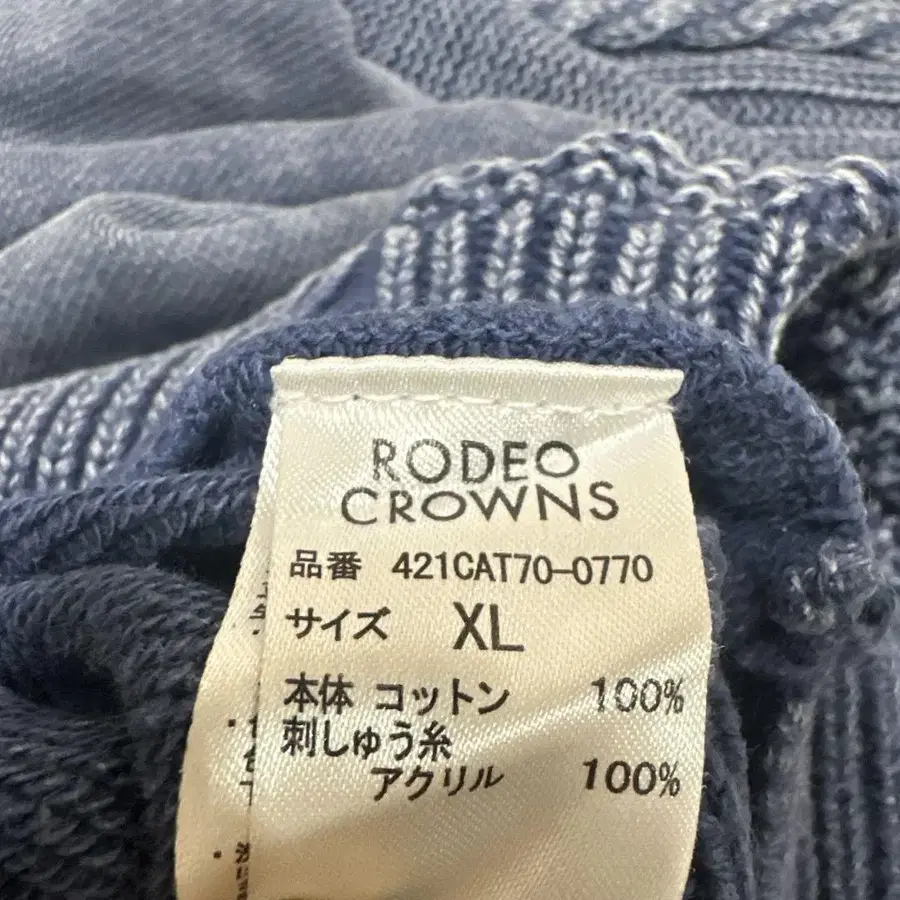 RODEO
CROWNS
品番 421CAT70-0770
サイズ XL
本体 コットン 100%
刺しゅう糸
アクリル 100%